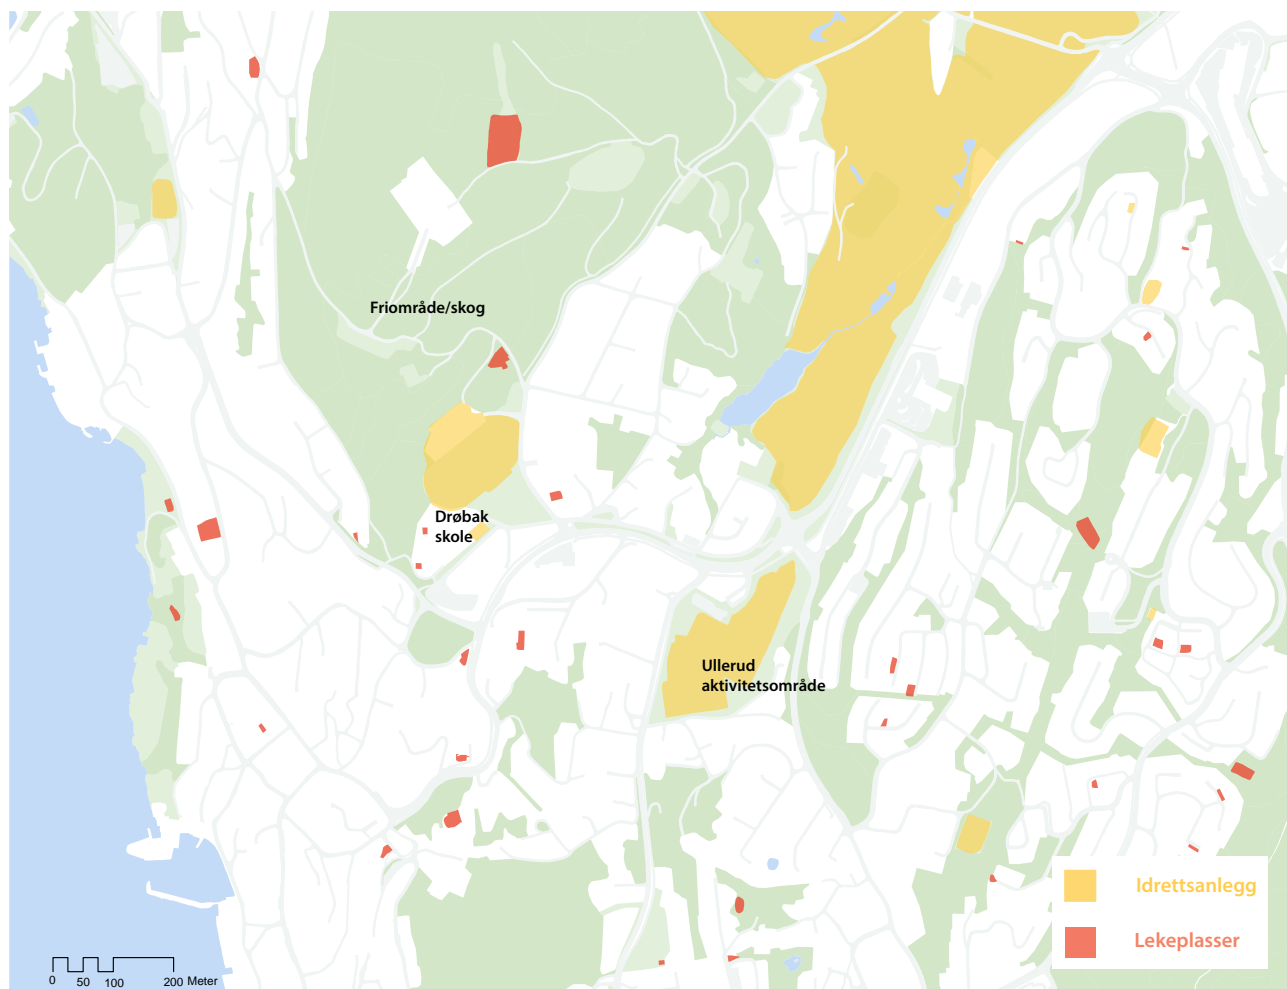 Friområde/skog
Drøbak
skole
Ullerud
aktivitetsområde
Idrettsanlegg
Lekeplasser
0 50 100 200 Meter